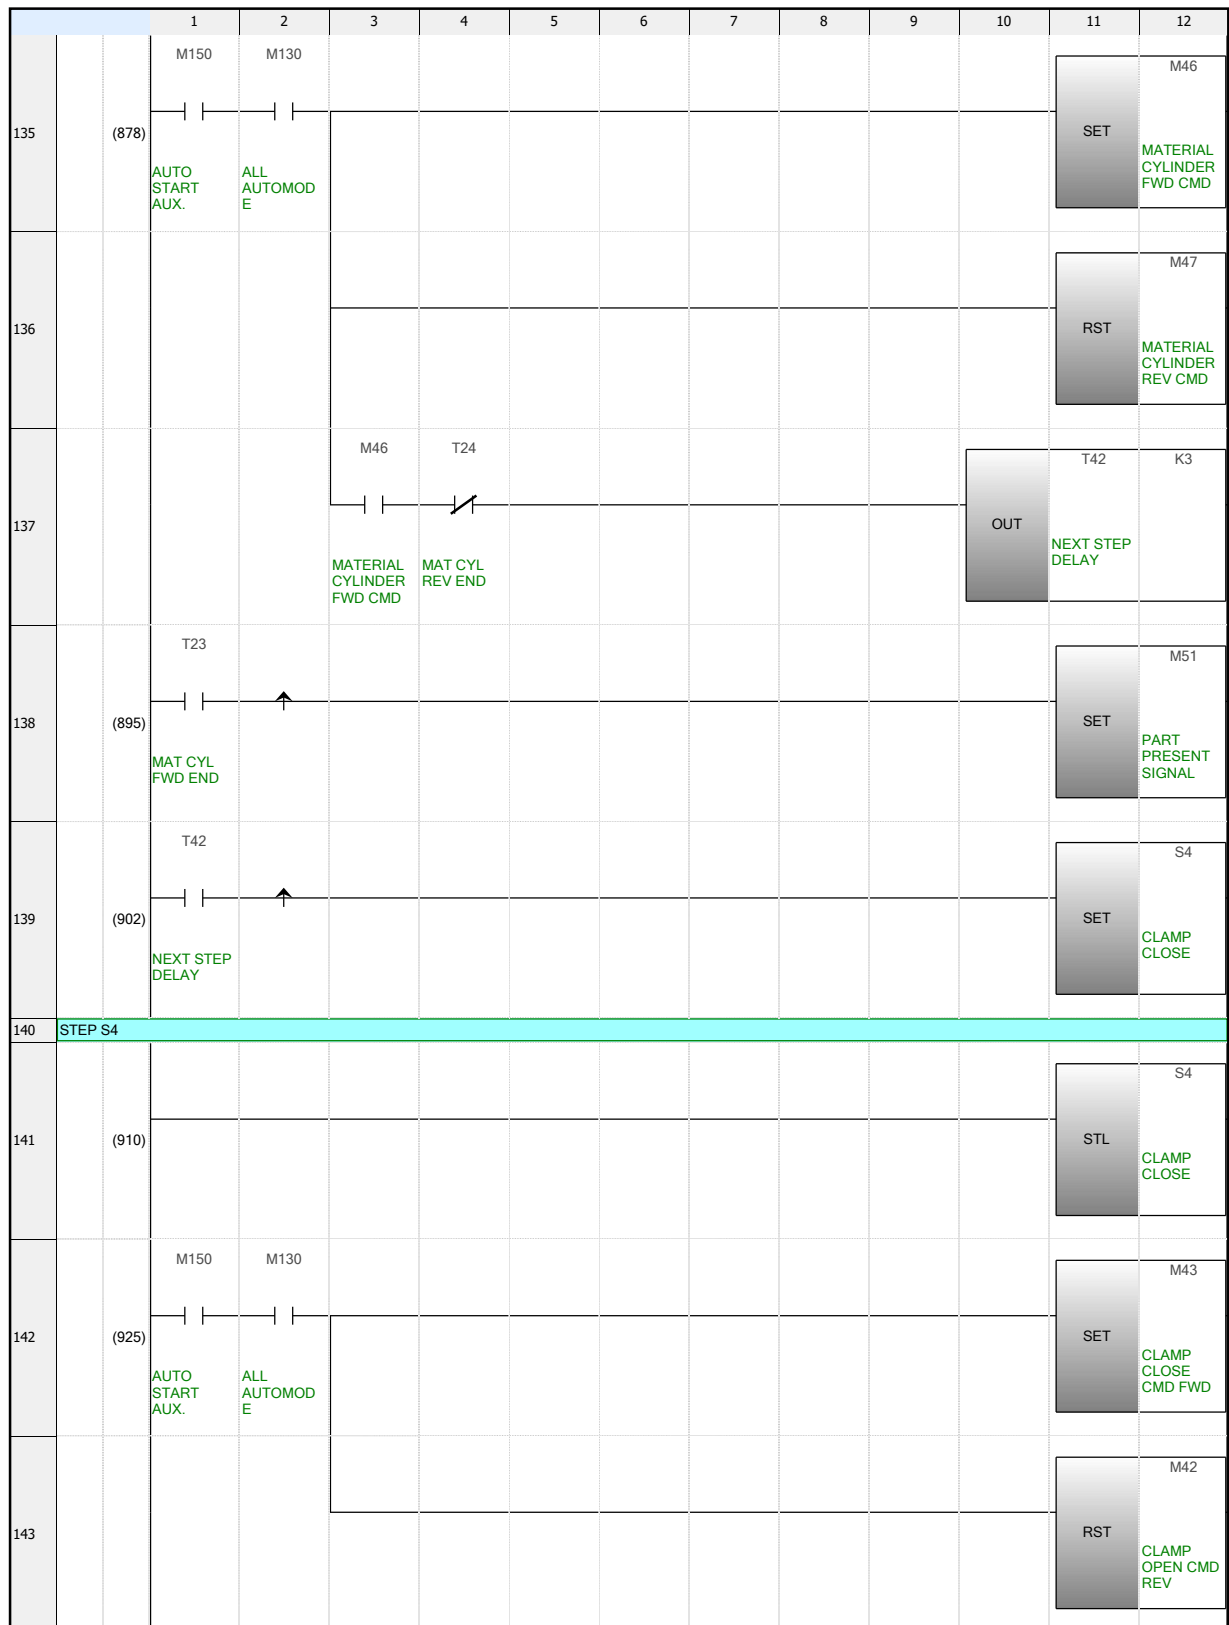 1 2 3 4 5 6 7 8 9 10 11 12
M150 M130 M46
135 (878) SET
AUTO ALL MATERIAL
START AUTOMOD CYLINDER
AUX. E FWD CMD
M47
136 RST
MATERIAL
CYLINDER
REV CMD
M46 T24 T42 K3
137 OUT
MATERIAL MAT CYL NEXT STEP
CYLINDER REV END DELAY
FWD CMD
T23 M51
138 (895) SET
MAT CYL PART
FWD END PRESENT
SIGNAL
T42 S4
139 (902) SET
NEXT STEP CLAMP
DELAY CLOSE
140 STEP S4
S4
141 (910) STL
CLAMP
CLOSE
M150 M130 M43
142 (925) SET
AUTO ALL CLAMP
START AUTOMOD CLOSE
AUX. E CMD FWD
M42
143 RST
CLAMP
OPEN CMD
REV